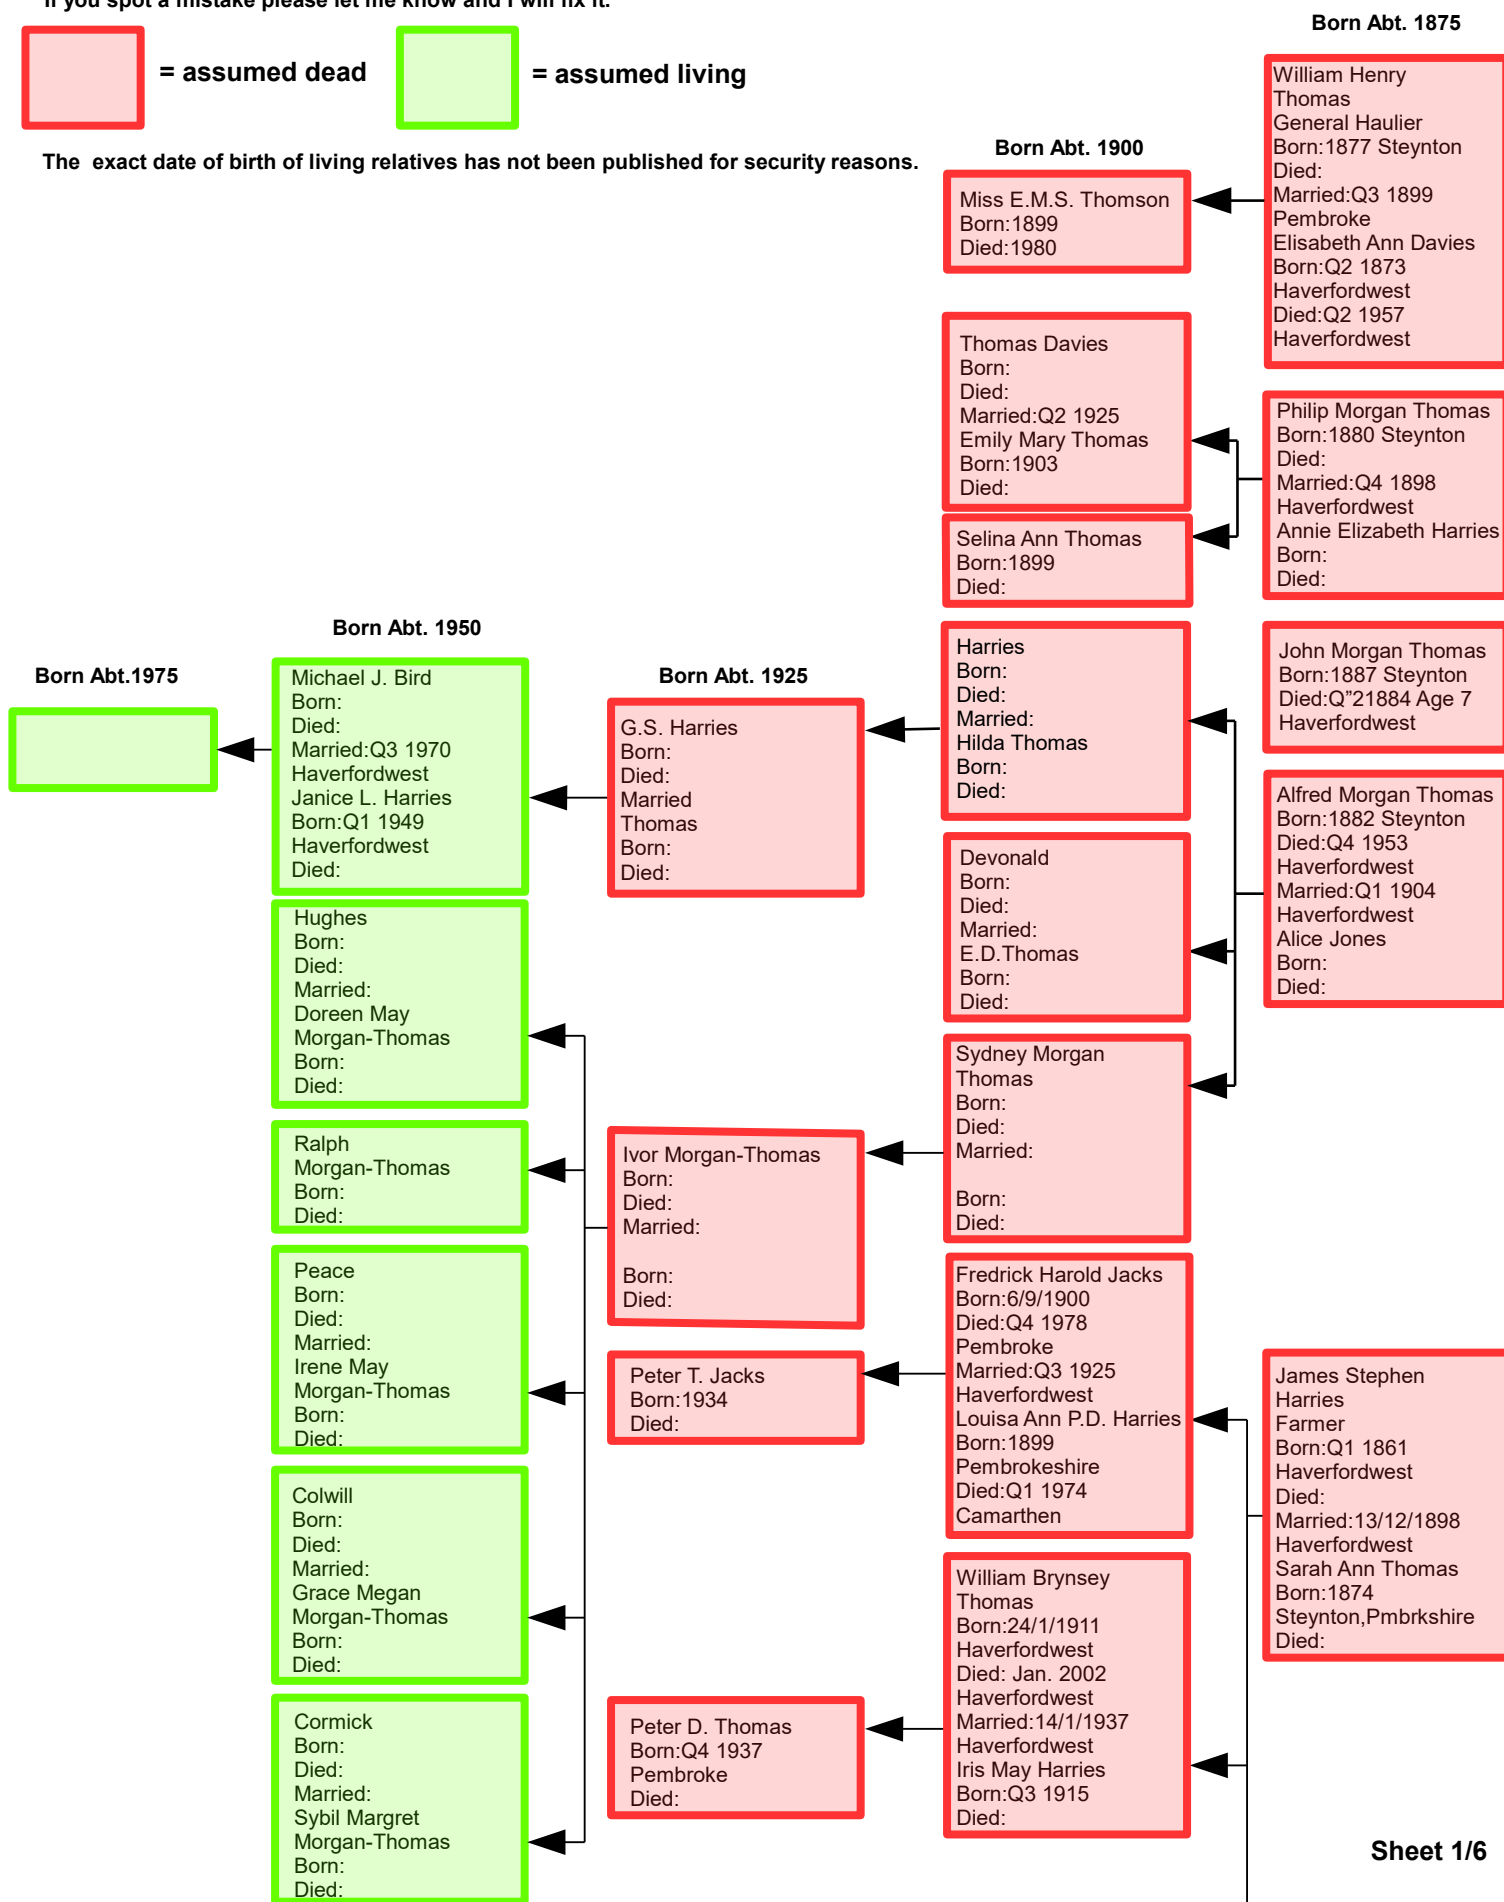 If you spot a mistake please let me know and I will fix it.
= assumed dead
= assumed living
The exact date of birth of living relatives has not been published for security reasons.
Born Abt. 1875
William Henry
Thomas
General Haulier
Born:1877 Steynton
Died:
Married:Q3 1899
Pembroke
Elisabeth Ann Davies
Born:Q2 1873
Haverfordwest
Died:Q2 1957
Haverfordwest
Philip Morgan Thomas
Born:1880 Steynton
Died:
Married:Q4 1898
Haverfordwest
Annie Elizabeth Harries
Born:
Died:
John Morgan Thomas
Born:1887 Steynton
Died:Q”21884 Age 7
Haverfordwest
Alfred Morgan Thomas
Born:1882 Steynton
Died:Q4 1953
Haverfordwest
Married:Q1 1904
Haverfordwest
Alice Jones
Born:
Died:
James Stephen
Harries
Farmer
Born:Q1 1861
Haverfordwest
Died:
Married:13/12/1898
Haverfordwest
Sarah Ann Thomas
Born:1874
Steynton,Pmbrkshire
Died:
Born Abt. 1900
Miss E.M.S. Thomson
Born:1899
Died:1980
Thomas Davies
Born:
Died:
Married:Q2 1925
Emily Mary Thomas
Born:1903
Died:
Selina Ann Thomas
Born:1899
Died:
Harries
Born:
Died:
Married:
Hilda Thomas
Born:
Died:
Devonald
Born:
Died:
Married:
E.D.Thomas
Born:
Died:
Sydney Morgan
Thomas
Born:
Died:
Married:
Born:
Died:
Fredrick Harold Jacks
Born:6/9/1900
Died:Q4 1978
Pembroke
Married:Q3 1925
Haverfordwest
Louisa Ann P.D. Harries
Born:1899
Pembrokeshire
Died:Q1 1974
Camarthen
William Brynsey
Thomas
Born:24/1/1911
Haverfordwest
Died: Jan. 2002
Haverfordwest
Married:14/1/1937
Haverfordwest
Iris May Harries
Born:Q3 1915
Died:
Born Abt. 1925
G.S. Harries
Born:
Died:
Married
Thomas
Born:
Died:
Ivor Morgan-Thomas
Born:
Died:
Married:
Born:
Died:
Peter T. Jacks
Born:1934
Died:
Peter D. Thomas
Born:Q4 1937
Pembroke
Died:
Born Abt. 1950
Michael J. Bird
Born:
Died:
Married:Q3 1970
Haverfordwest
Janice L. Harries
Born:Q1 1949
Haverfordwest
Died:
Hughes
Born:
Died:
Married:
Doreen May
Morgan-Thomas
Born:
Died:
Ralph
Morgan-Thomas
Born:
Died:
Peace
Born:
Died:
Married:
Irene May
Morgan-Thomas
Born:
Died:
Colwill
Born:
Died:
Married:
Grace Megan
Morgan-Thomas
Born:
Died:
Cormick
Born:
Died:
Married:
Sybil Margret
Morgan-Thomas
Born:
Died:
Born Abt.1975
Sheet 1/6